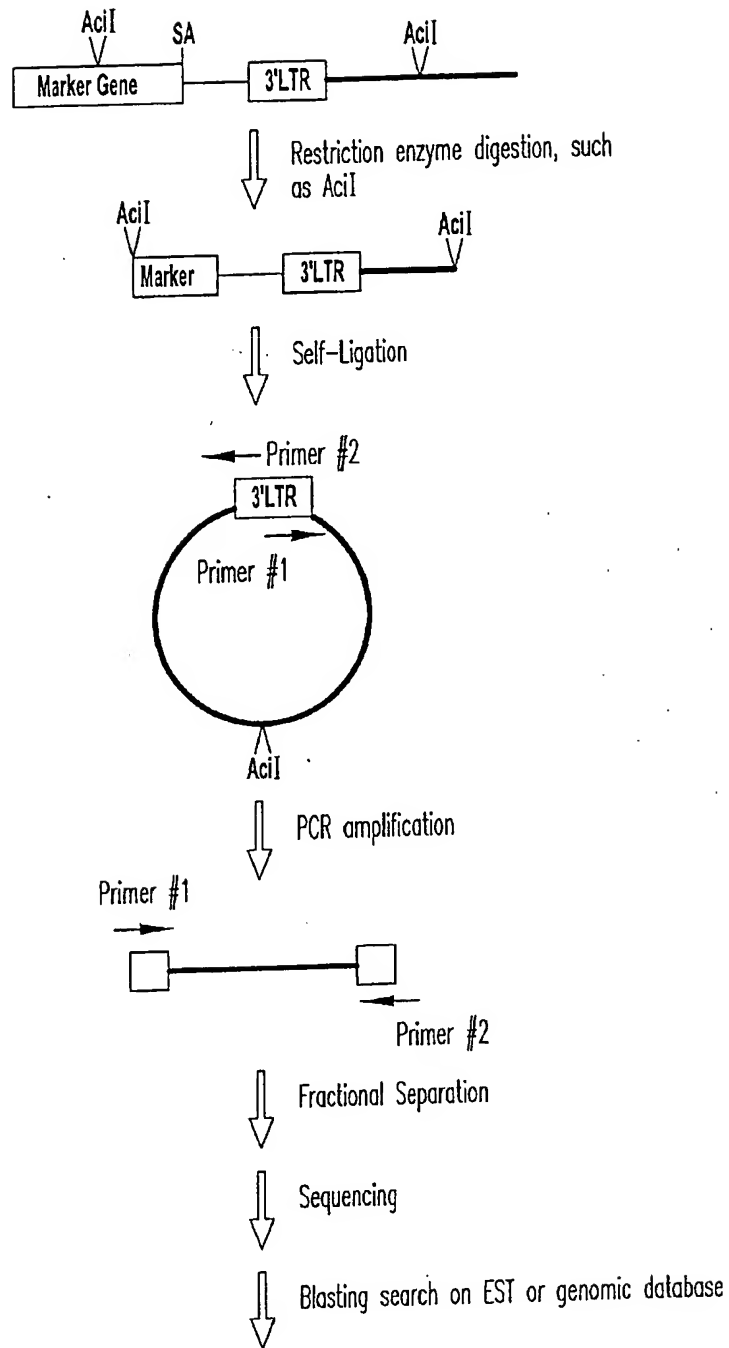 AciI
SA
AciI
Marker Gene
3'LTR
Restriction enzyme digestion, such
as AciI
AciI
AciI
Marker
3'LTR
Self-Ligation
Primer #2
3'LTR
Primer #1
AciI
PCR amplification
Primer #1
Primer #2
Fractional Separation
Sequencing
Blasting search on EST or genomic database